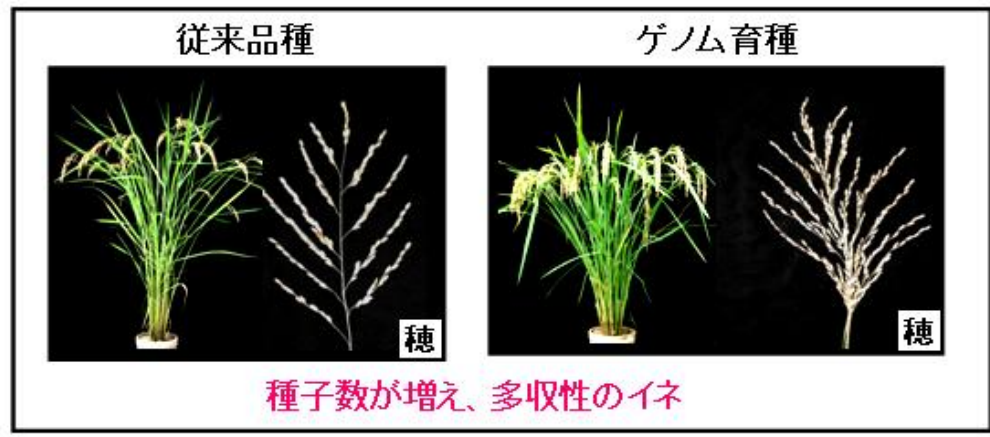 従来品種
ゲノム育種
穂
穂
種子数が増え、多収性のイネ